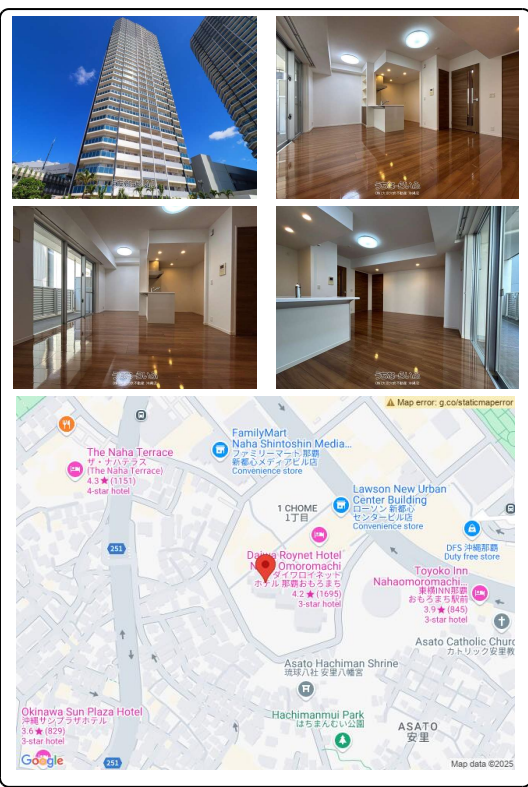 Map error: g.co/staticmaperror
FamilyMart
Naha Shintoshin Media...
ファミリーマート 那覇
新都心メディアビル店
Convenience store
The Naha Terrace
ザ・ナハテラス
(The Naha Terrace)
4.3★(1151)
4-star hotel
Lawson New Urban
Center Building
ローソン 新都心
センタービル店
Convenience store
1 CHOME
1丁目
DFS 沖縄那覇
Duty free store
251
Daiwa Roynet Hotel
Omoromachi
ダイワロイネット
ホテル 那覇おもろまち
4.2★(1695)
3-star hotel
Toyoko Inn
Nahaomoromachi...
東横INN那覇
おもろまち駅前
3.9★(845)
3-star hotel
Asato Catholic Churc
カトリック安里教
Asato Hachiman Shrine
琉球八社 安里八幡宮
Hachimanmui Park
はちまんむい公園
ASATO
安里
Okinawa Sun Plaza Hotel
沖縄サンプラザホテル
3.6★(829)
3-star hotel
251
Google
Map data ©2025